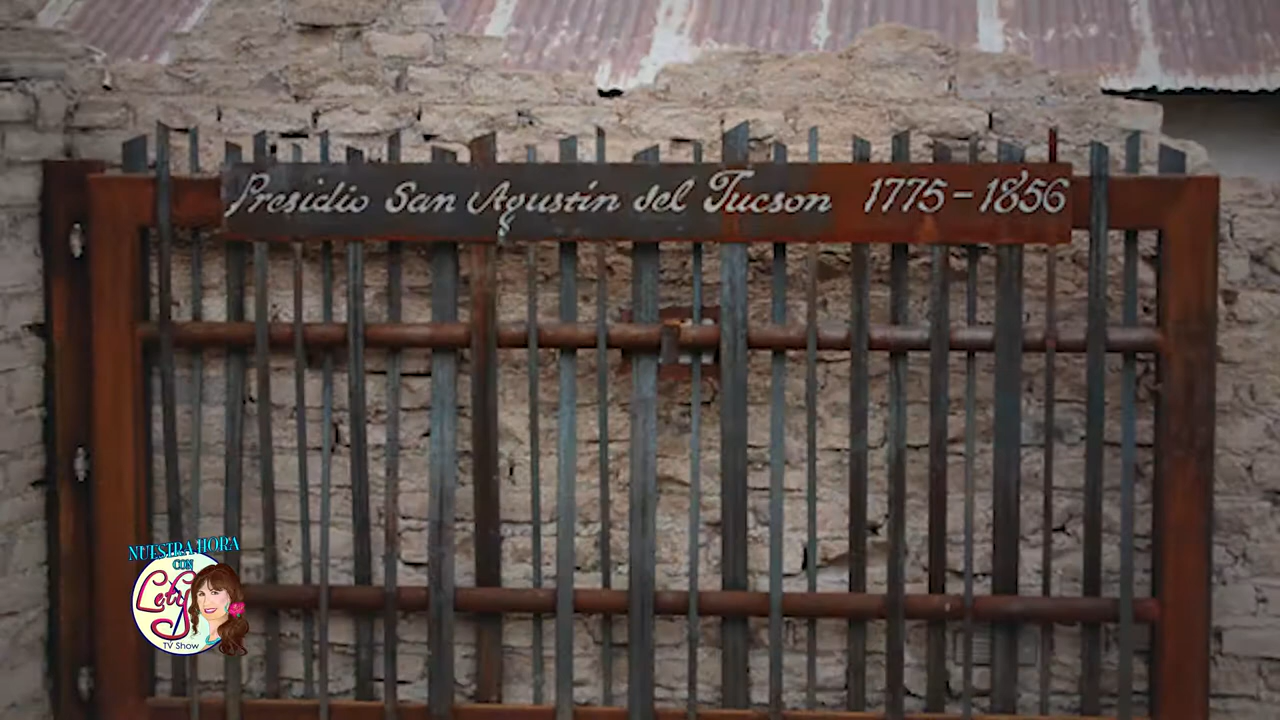 Presidio San Agustín del Tucson 1775-1856
NUESTRA HORA
CON
Lety
TV Show